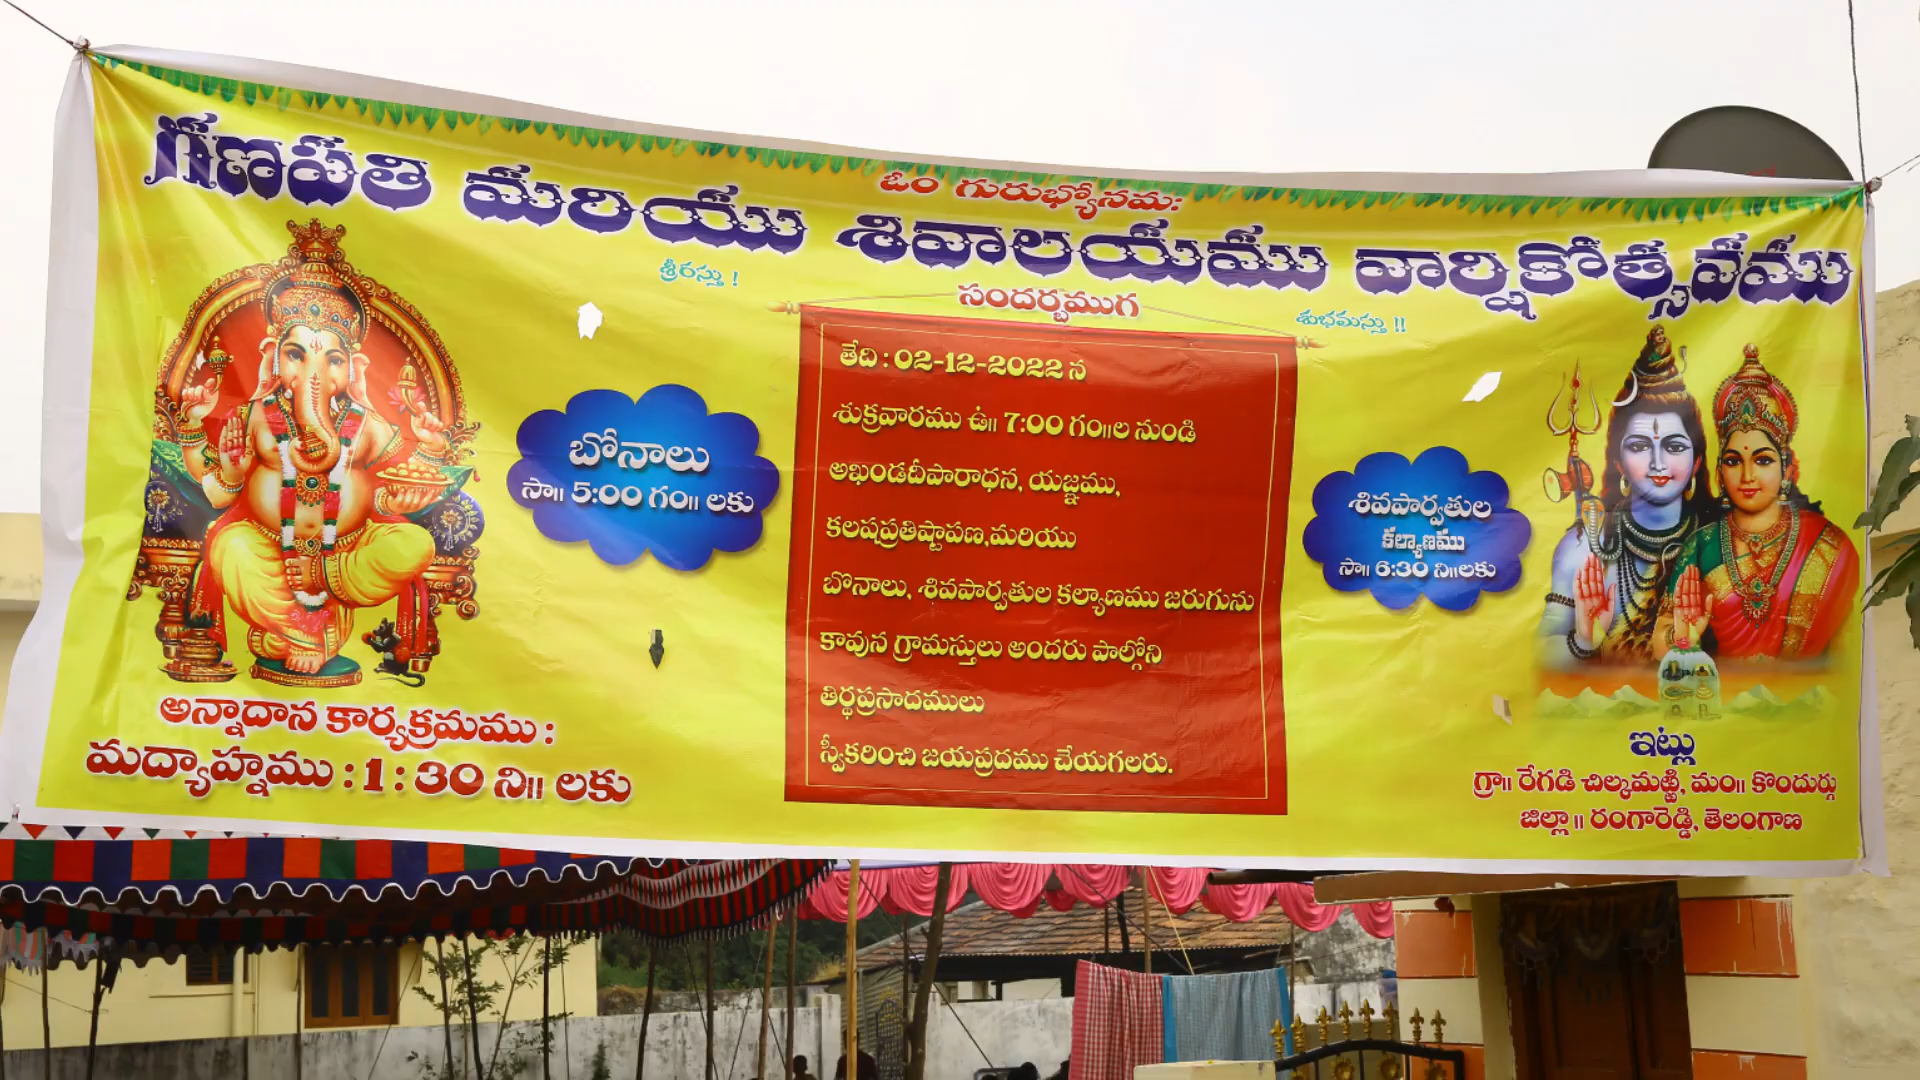 ఓం గురుభ్యోనమః
గణపతి మరియు శివాలయము వార్షికోత్సవము
శ్రీరస్తు !
సందర్భముగ
శుభమస్తు !!
తేది : 02-12-2022 న
శుక్రవారము ఉ॥ 7:00 గం॥ల నుండి
అఖండదీపారాధన, యజ్ఞము,
కలషప్రతిష్టాపణ,మరియు
బోనాలు, శివపార్వతుల కల్యాణము జరుగును
కావున గ్రామస్తులు అందరు పాల్గోని
తిర్థప్రసాదములు
స్వీకరించి జయప్రదము చేయగలరు.
బోనాలు
సా॥ 5:00 గం॥ లకు
శివపార్వతుల
కల్యాణము
సా॥ 6:30 ని॥లకు
అన్నాదాన కార్యక్రమము :
మద్యాహ్నము : 1 : 30 ని॥ లకు
ఇట్లు
గ్రా॥ రేగడి చిల్కమఱ్ఱి, మం॥ కొందుర్గు
జిల్లా ॥ రంగారెడ్డి, తెలంగాణ